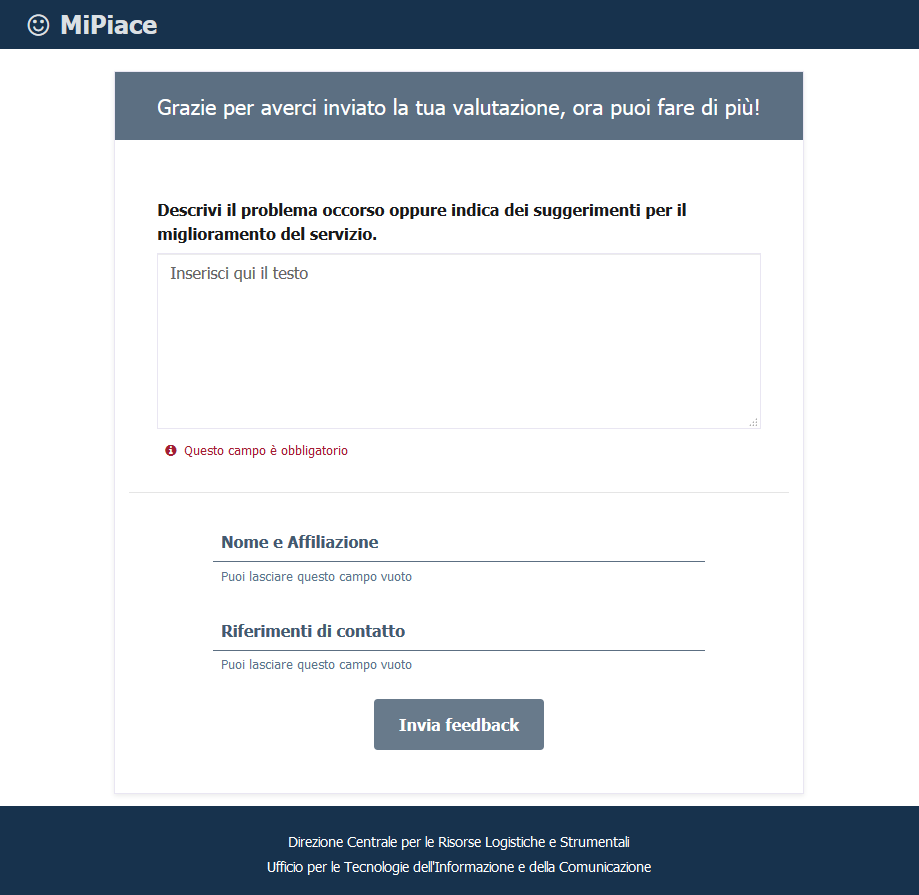 MiPiace
Grazie per averci inviato la tua valutazione, ora puoi fare di più!
Descrivi il problema occorso oppure indica dei suggerimenti per il
miglioramento del servizio.
Inserisci qui il testo
Questo campo è obbligatorio
Nome e Affiliazione
Puoi lasciare questo campo vuoto
Riferimenti di contatto
Puoi lasciare questo campo vuoto
Invia feedback
Direzione Centrale per le Risorse Logistiche e Strumentali
Ufficio per le Tecnologie dell'Informazione e della Comunicazione